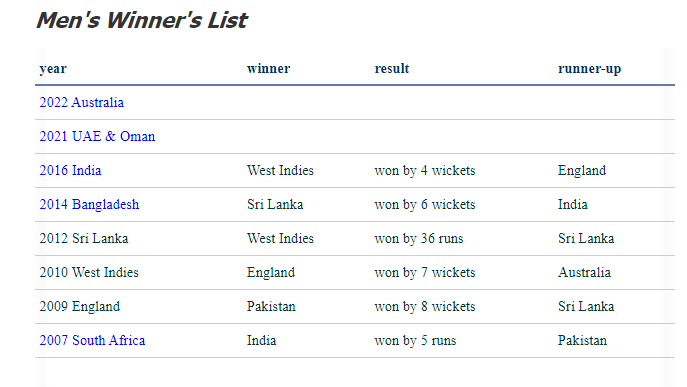 Men's Winner's List
year winner result runner-up
2022 Australia
2021 UAE & Oman
2016 India West Indies won by 4 wickets England
2014 Bangladesh Sri Lanka won by 6 wickets India
2012 Sri Lanka West Indies won by 36 runs Sri Lanka
2010 West Indies England won by 7 wickets Australia
2009 England Pakistan won by 8 wickets Sri Lanka
2007 South Africa India won by 5 runs Pakistan